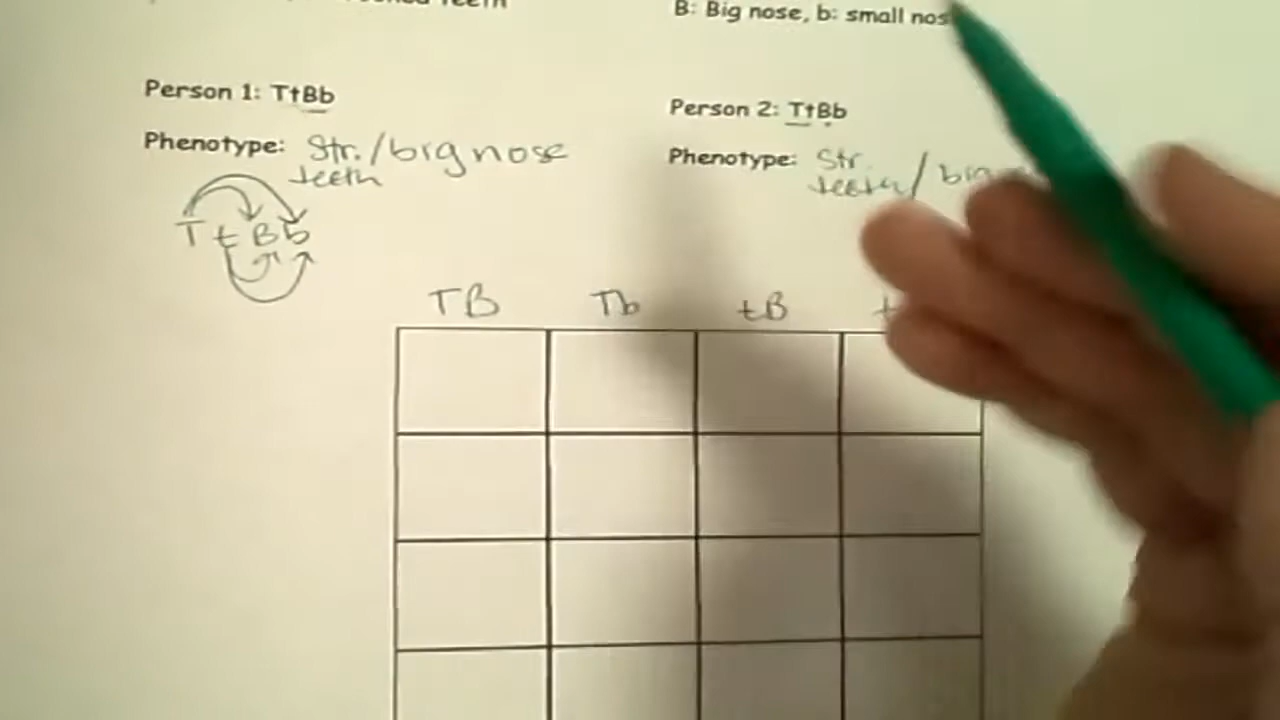 B: Big nose, b: small nos
Person 1: TtBb
Person 2: TtBb
Phenotype: Str./big nose
teeth
Phenotype: Str.
teeth/big
T t B b
TB Tb tB t